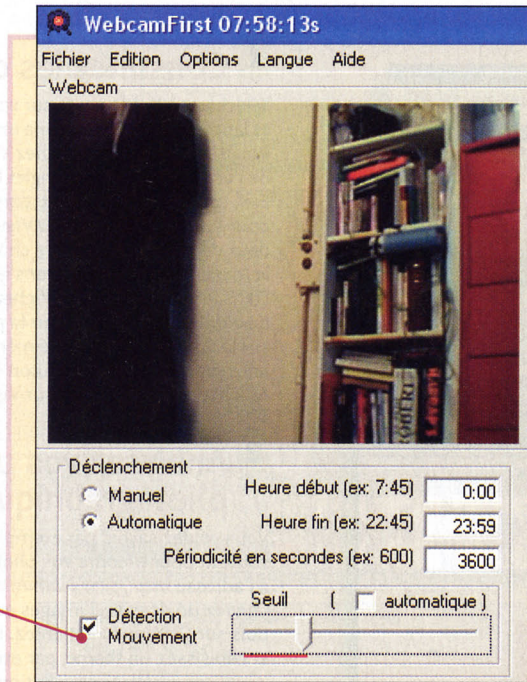 WebcamFirst 07:58:13s
Fichier Edition Options Langue Aide
Webcam
ROBERT
Déclenchement
Manuel
Heure début (ex: 7:45) 0:00
Automatique
Heure fin (ex: 22:45) 23:59
Périodicité en secondes (ex: 600) 3600
Seuil ( automatique )
Détection
Mouvement